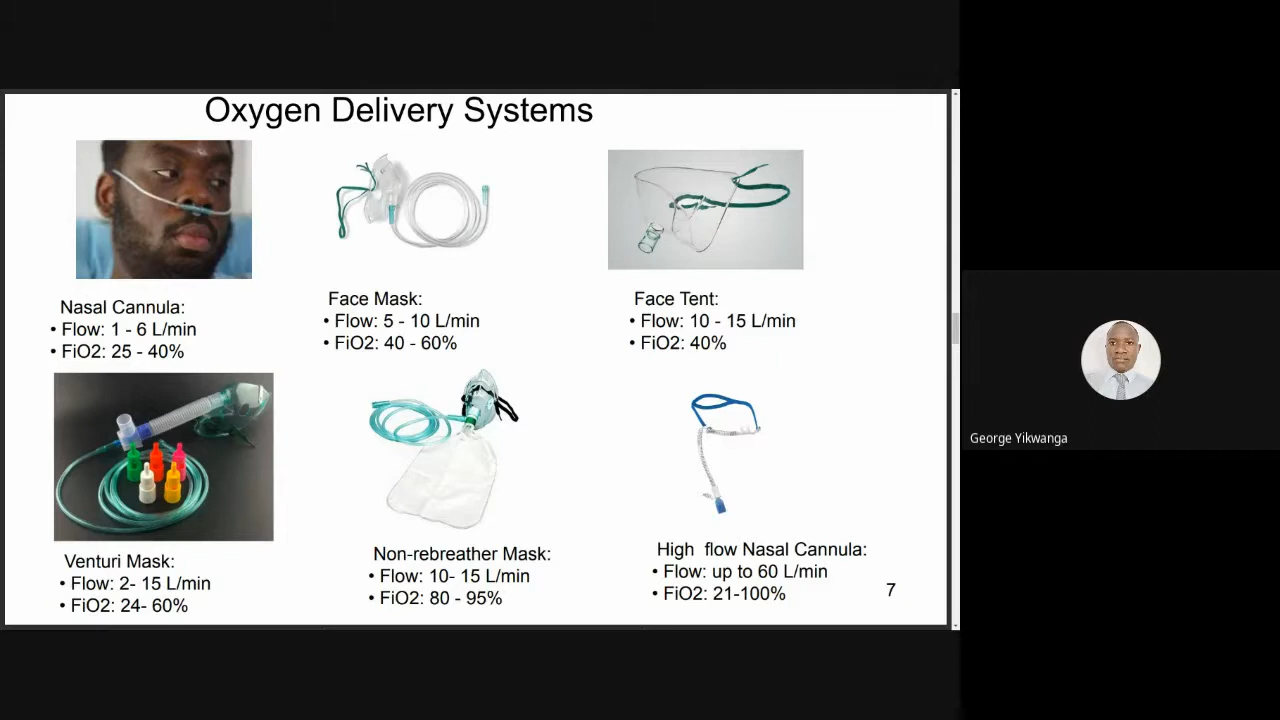 Oxygen Delivery Systems
Nasal Cannula:
• Flow: 1 - 6 L/min
• FiO2: 25 - 40%
Face Mask:
• Flow: 5 - 10 L/min
• FiO2: 40 - 60%
Face Tent:
• Flow: 10 - 15 L/min
• FiO2: 40%
Venturi Mask:
• Flow: 2- 15 L/min
• FiO2: 24- 60%
Non-rebreather Mask:
• Flow: 10- 15 L/min
• FiO2: 80 - 95%
High flow Nasal Cannula:
• Flow: up to 60 L/min
• FiO2: 21-100%
7
George Yikwanga